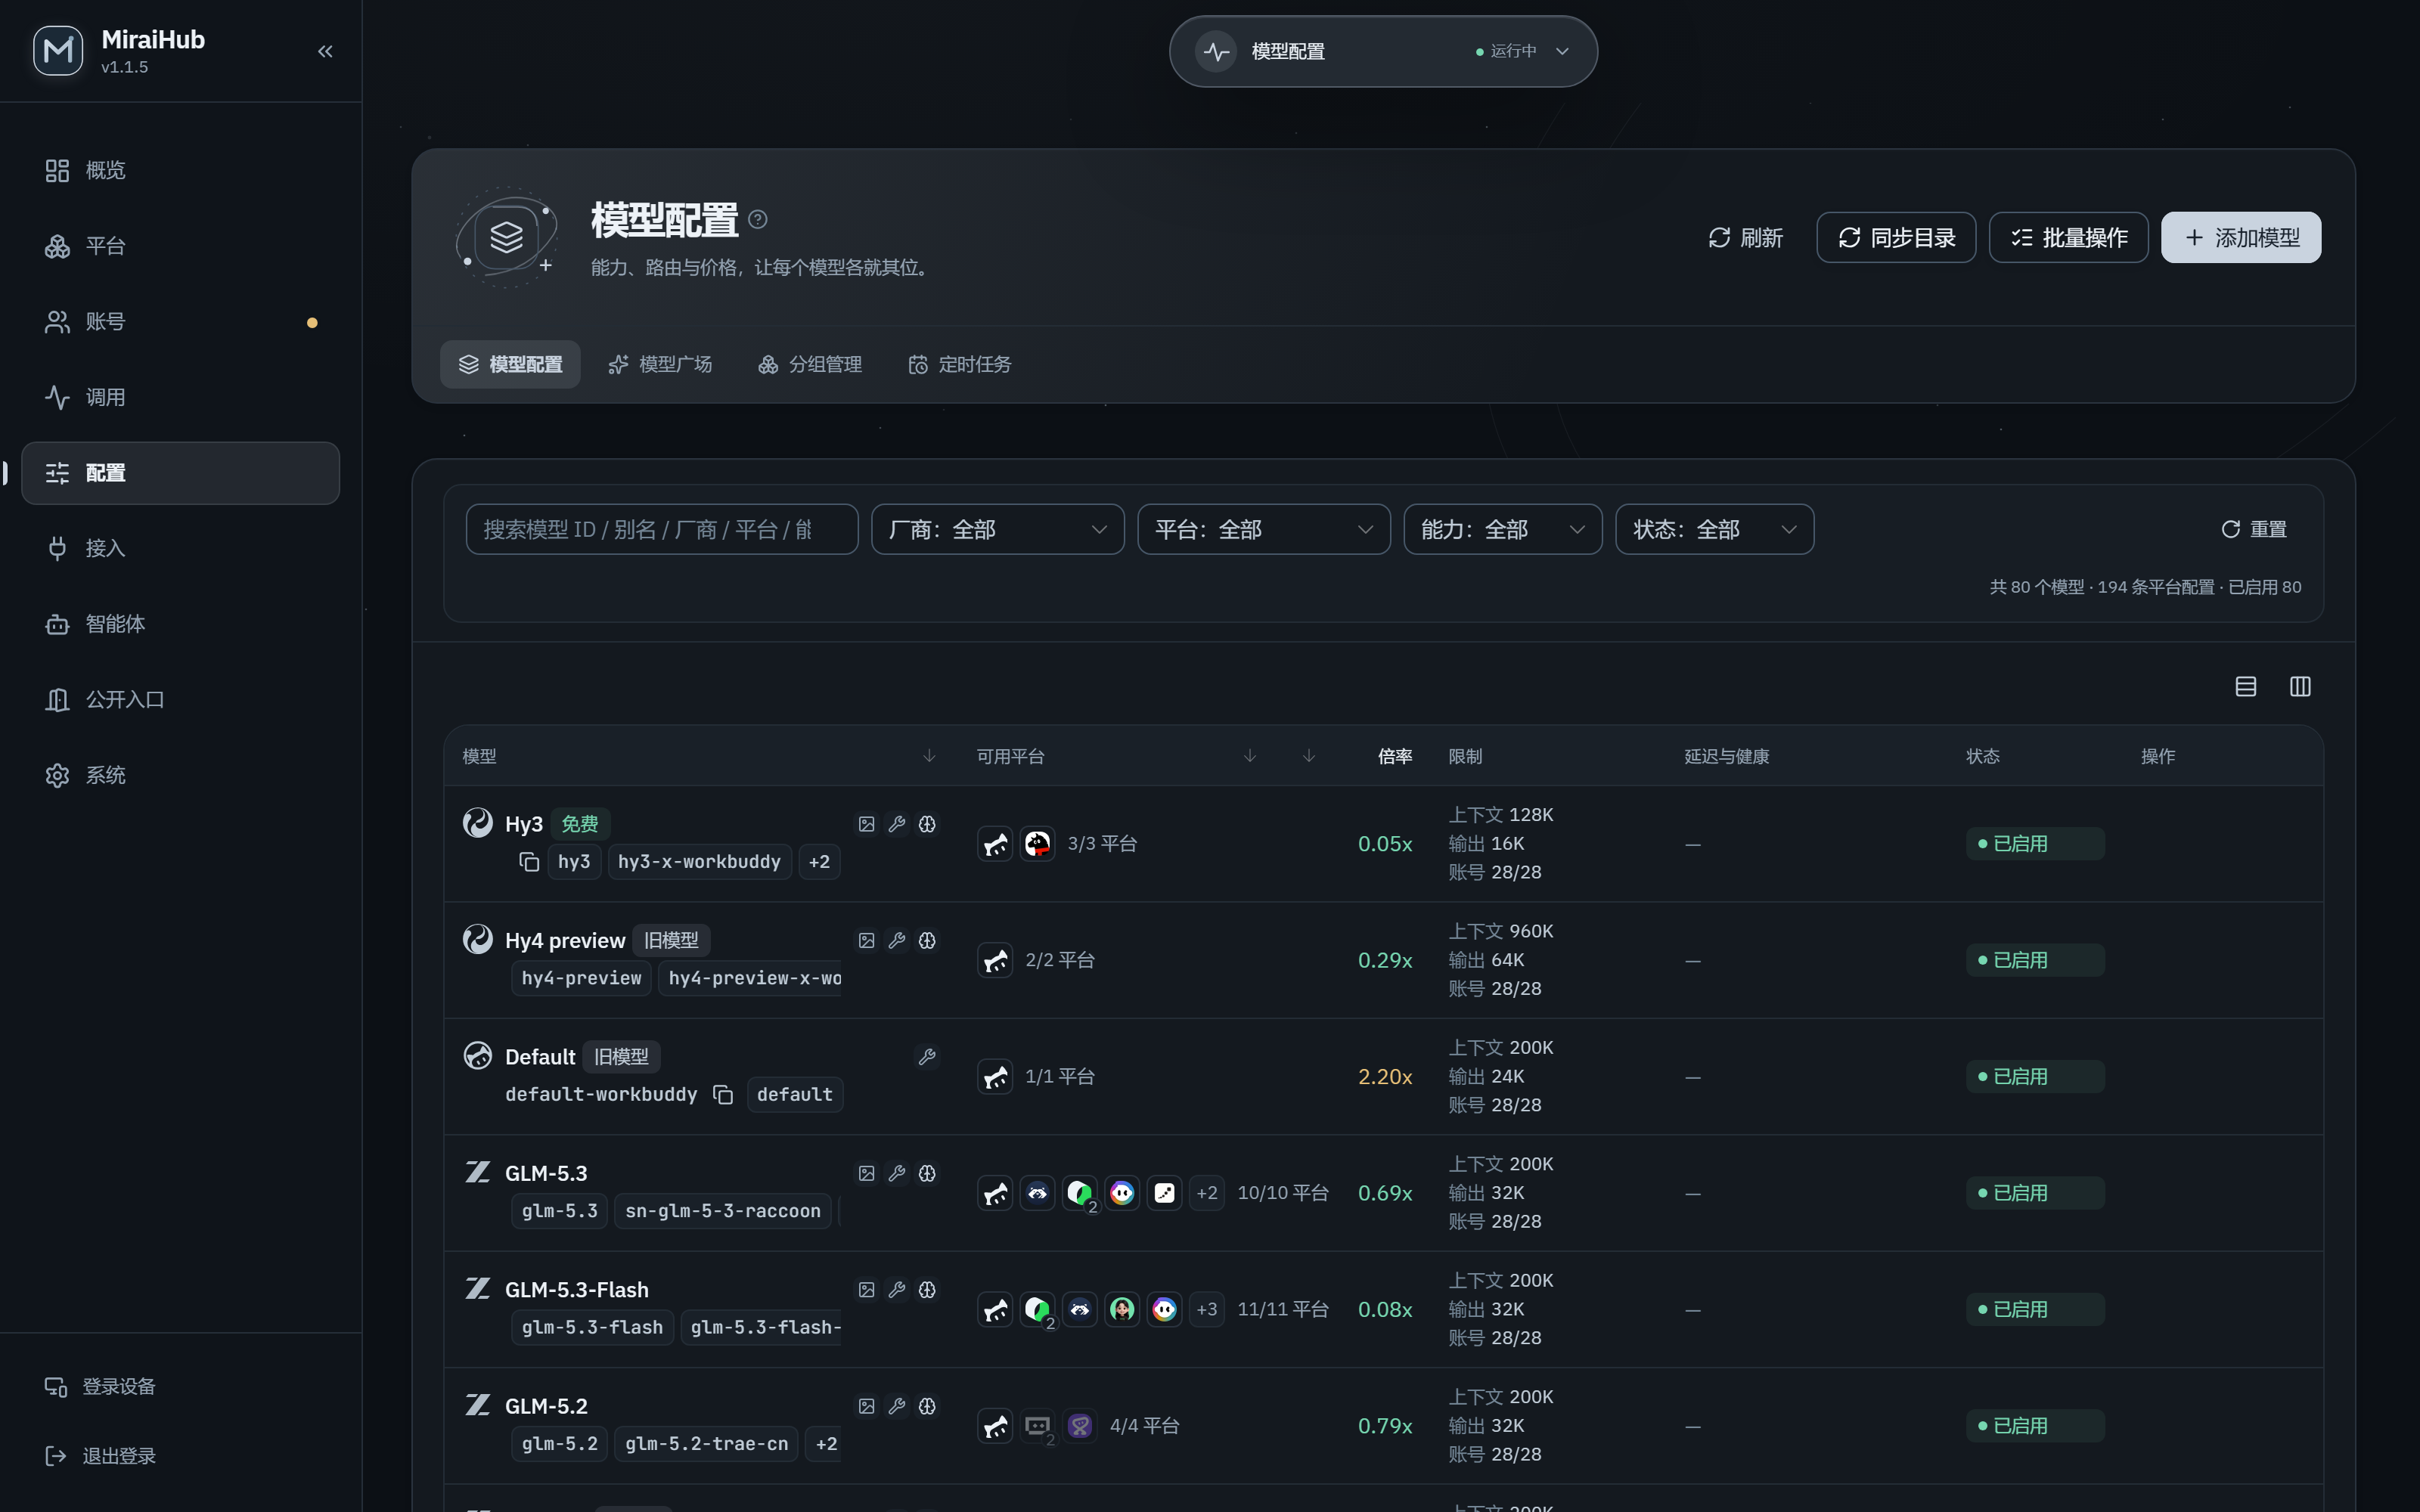 MiraiHub
v1.1.5
概览
平台
账号
调用
配置
接入
智能体
公开入口
系统
登录设备
退出登录
模型配置 运行中
模型配置
能力、路由与价格，让每个模型各就其位。
刷新 同步目录 批量操作 添加模型
模型配置 模型广场 分组管理 定时任务
搜索模型 ID / 别名 / 厂商 / 平台 / 能 厂商：全部 平台：全部 能力：全部 状态：全部 重置
共 80 个模型 · 194 条平台配置 · 已启用 80
模型 可用平台 倍率 限制 延迟与健康 状态 操作
Hy3 免费
hy3 hy3-x-workbuddy +2
3/3 平台 0.05x
上下文 128K
输出 16K
账号 28/28
— 已启用
Hy4 preview 旧模型
hy4-preview hy4-preview-x-wo
2/2 平台 0.29x
上下文 960K
输出 64K
账号 28/28
— 已启用
Default 旧模型
default-workbuddy default
1/1 平台 2.20x
上下文 200K
输出 24K
账号 28/28
— 已启用
GLM-5.3
glm-5.3 sn-glm-5-3-raccoon
2 +2 10/10 平台 0.69x
上下文 200K
输出 32K
账号 28/28
— 已启用
GLM-5.3-Flash
glm-5.3-flash glm-5.3-flash-
2 +3 11/11 平台 0.08x
上下文 200K
输出 32K
账号 28/28
— 已启用
GLM-5.2
glm-5.2 glm-5.2-trae-cn +2
2 4/4 平台 0.79x
上下文 200K
输出 32K
账号 28/28
— 已启用